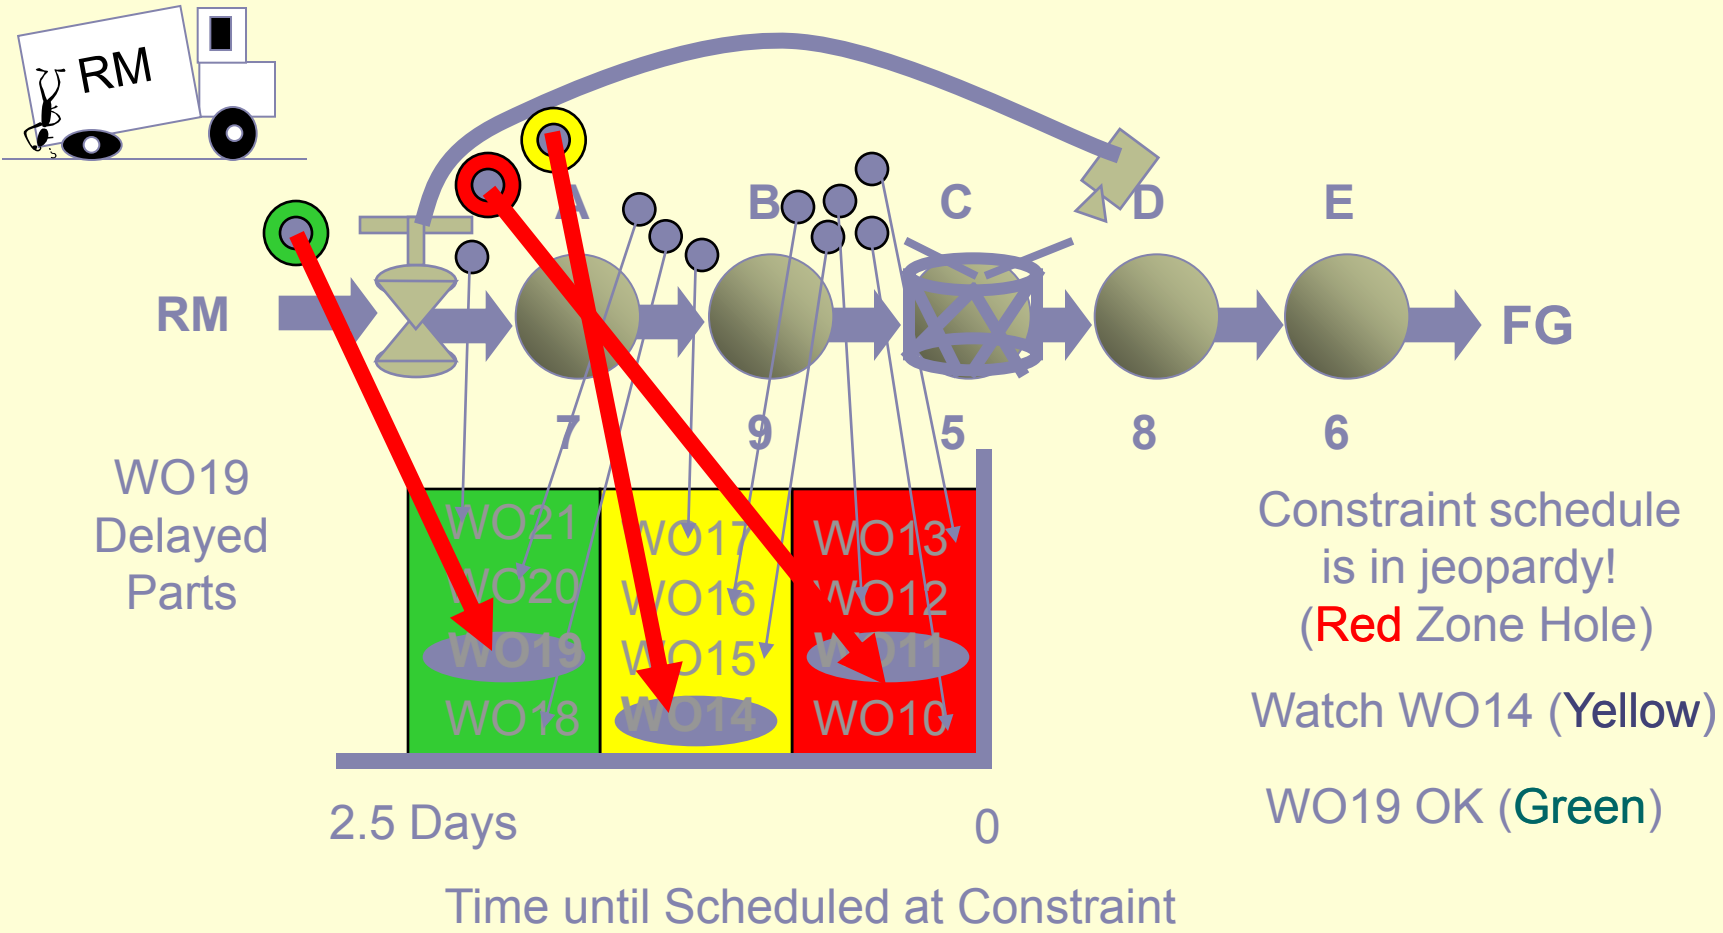 RM
A B C D E
RM FG
7 9 5 8 6
WO19
Delayed
Parts
WO21 WO17 WO13
WO20 WO16 WO12
WO19 WO15 WO11
WO18 WO14 WO10
Constraint schedule
is in jeopardy!
(Red Zone Hole)
Watch WO14 (Yellow)
WO19 OK (Green)
2.5 Days 0
Time until Scheduled at Constraint